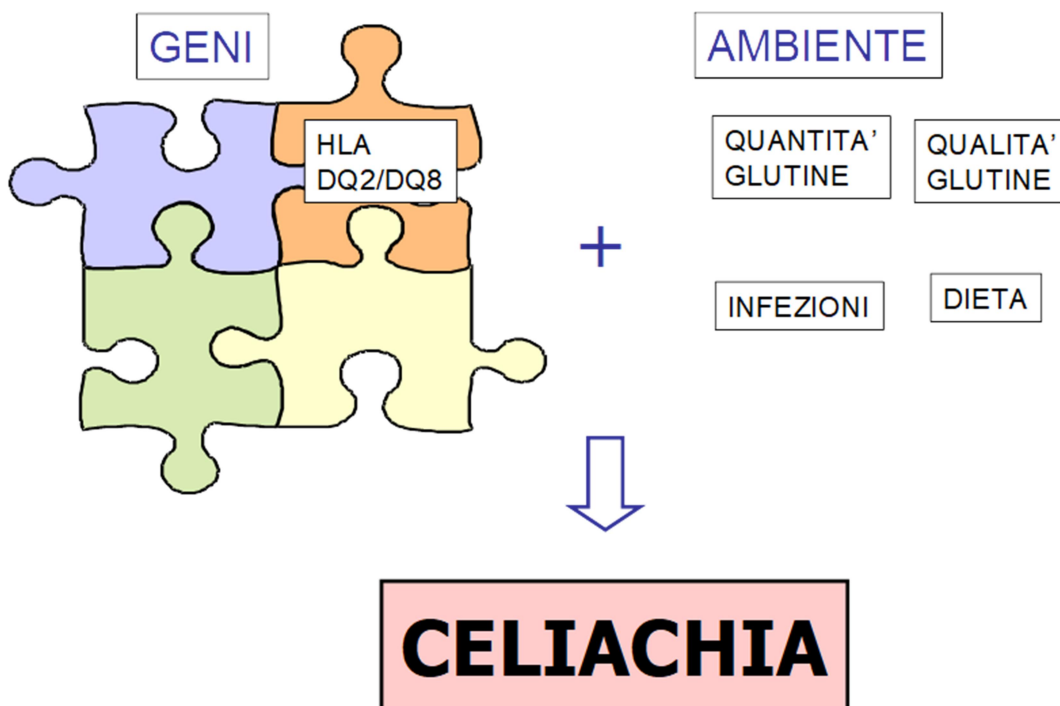 GENI
AMBIENTE
HLA
DQ2/DQ8
QUANTITA’
GLUTINE
QUALITA’
GLUTINE
+
INFEZIONI
DIETA
CELIACHIA